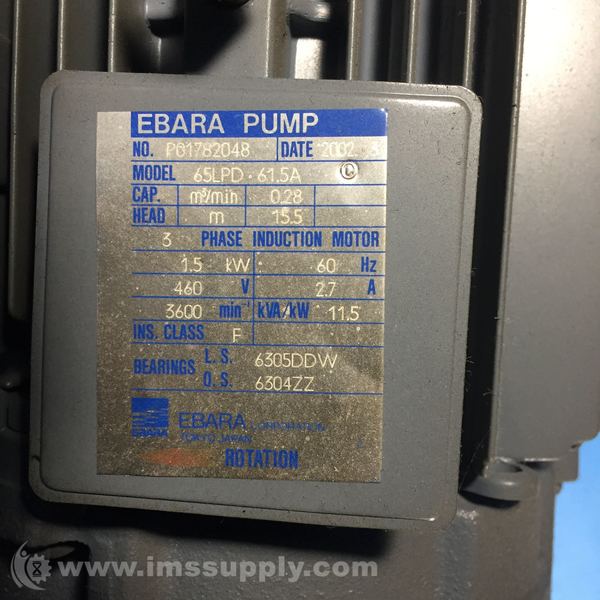 EBARA PUMP
NO. P01782048 DATE 2002. 3
MODEL 65LPD · 61.5A C
CAP. m³/min 0.28
HEAD m 15.5
3 PHASE INDUCTION MOTOR
1.5 kW 60 Hz
460 V 2.7 A
3600 min⁻¹ kVA/kW 11.5
INS. CLASS F
BEARINGS L. S. 6305DDW
O. S. 6304ZZ
EBARA
EBARA CORPORATION
TOKYO JAPAN
ROTATION
www.imssupply.com